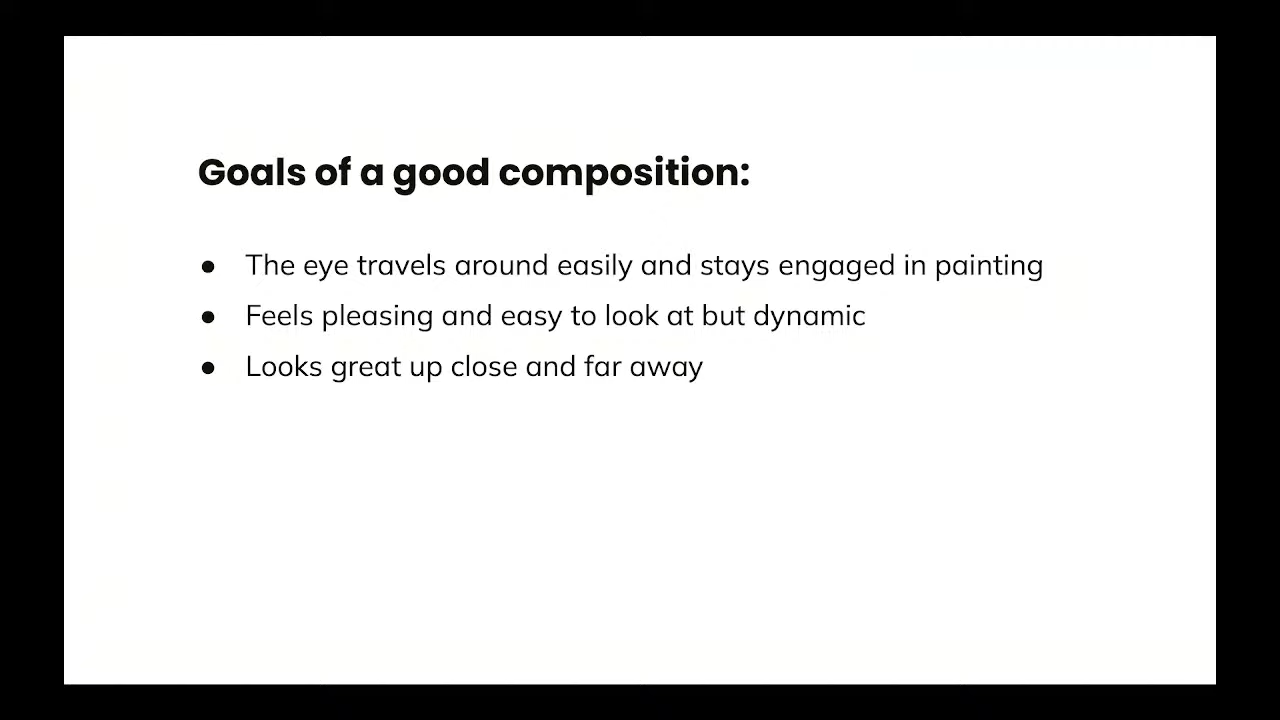 Goals of a good composition:
● The eye travels around easily and stays engaged in painting
● Feels pleasing and easy to look at but dynamic
● Looks great up close and far away